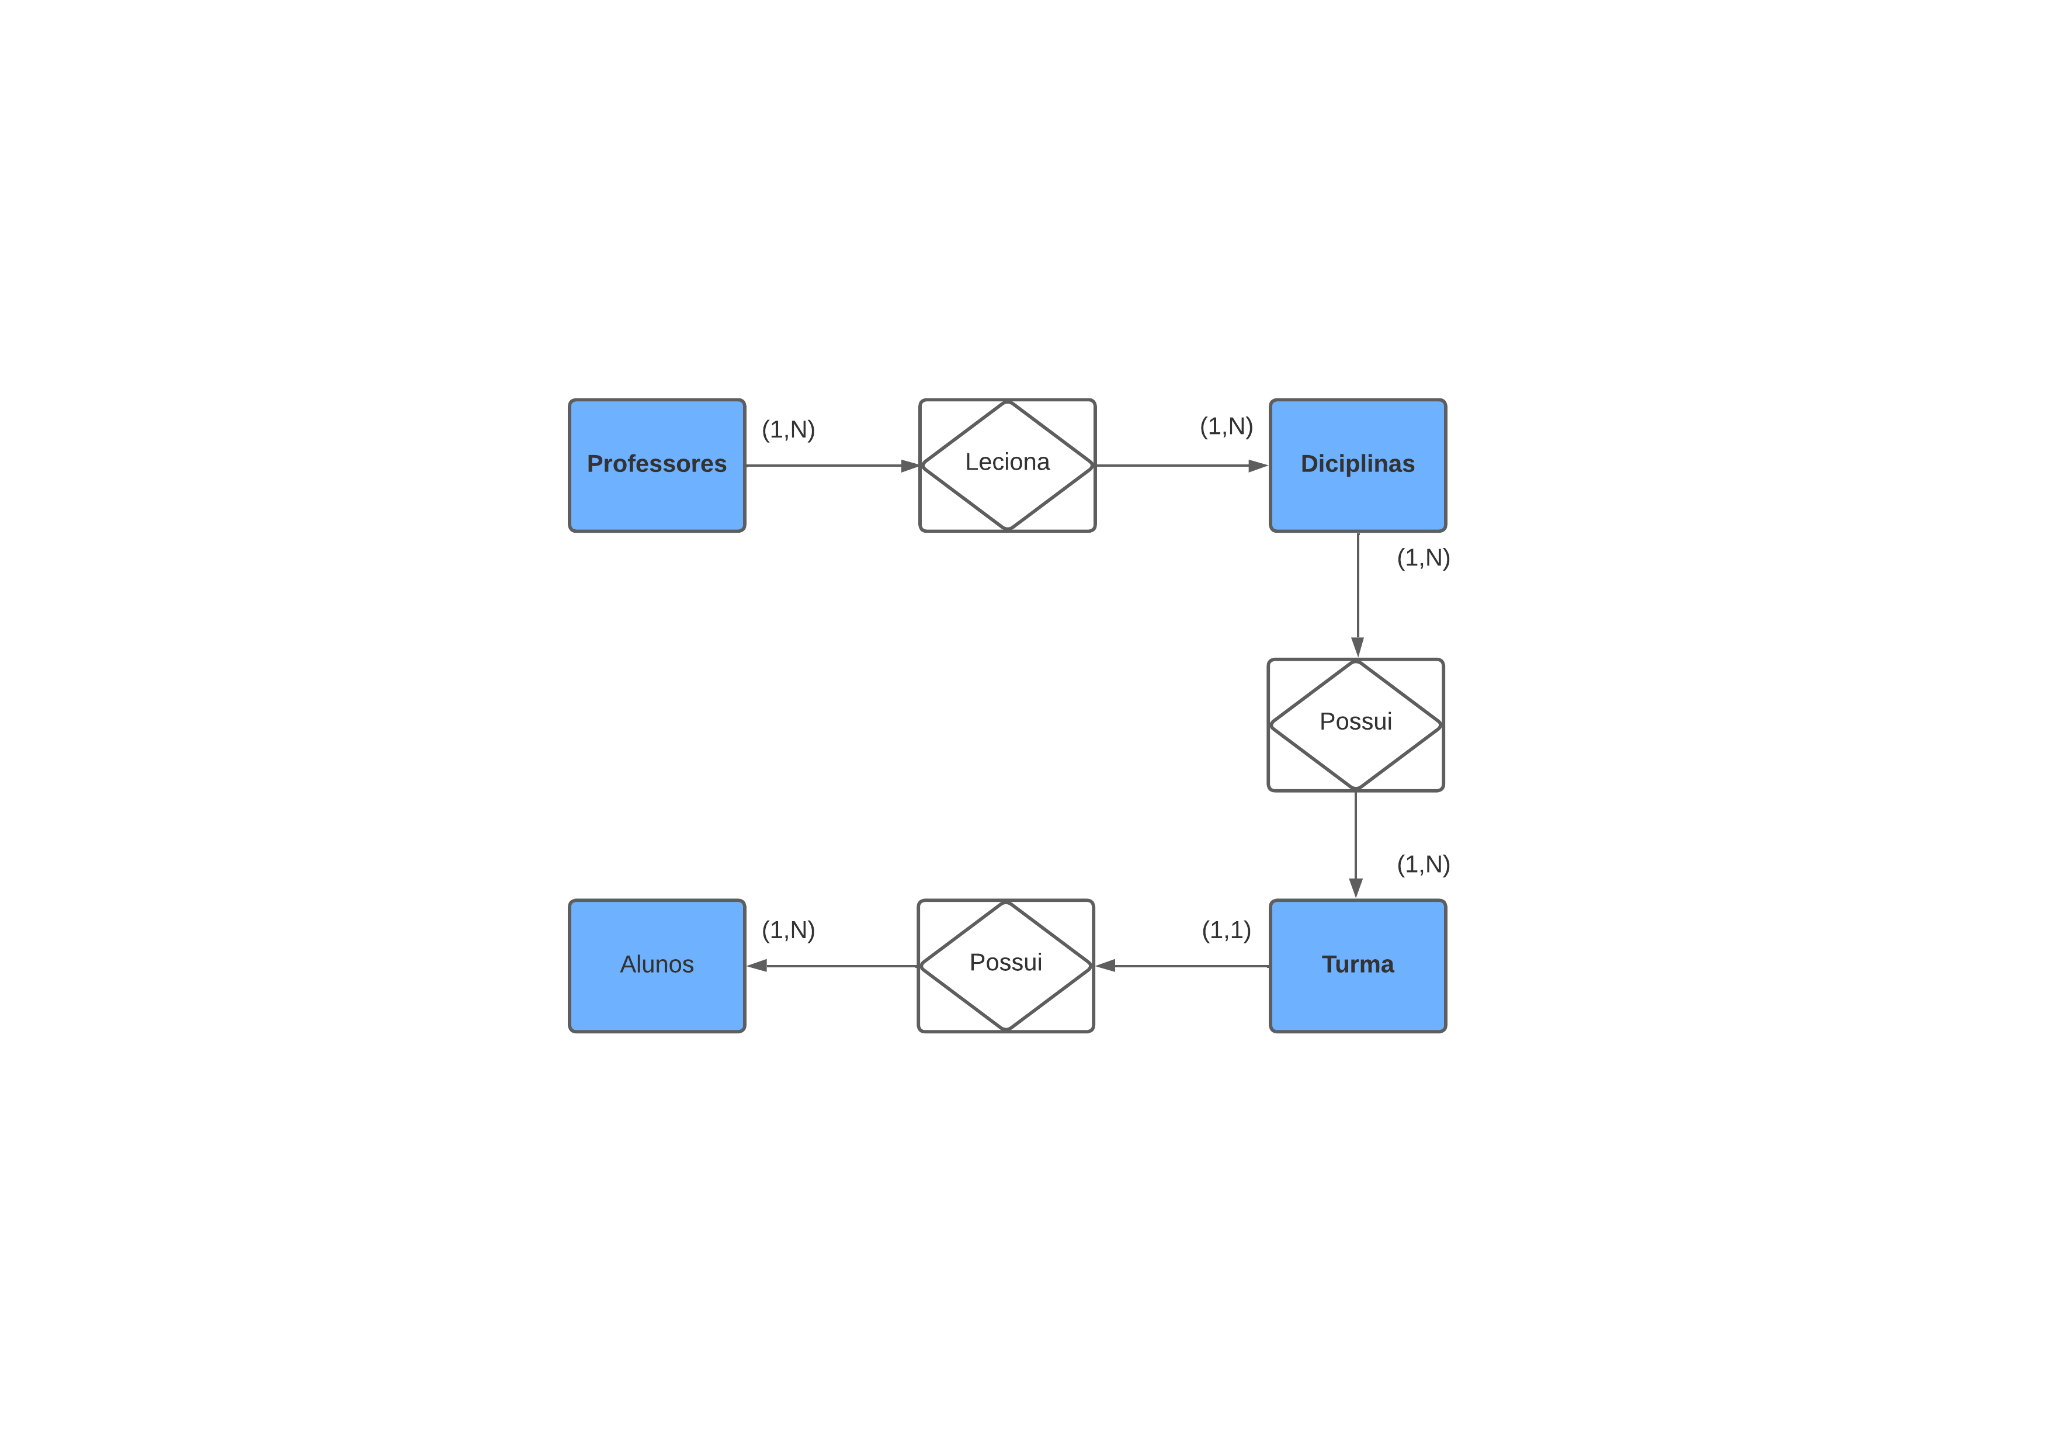 (1,N)
(1,N)
Professores
Leciona
Diciplinas
(1,N)
Possui
(1,N)
(1,N)
(1,1)
Alunos
Possui
Turma